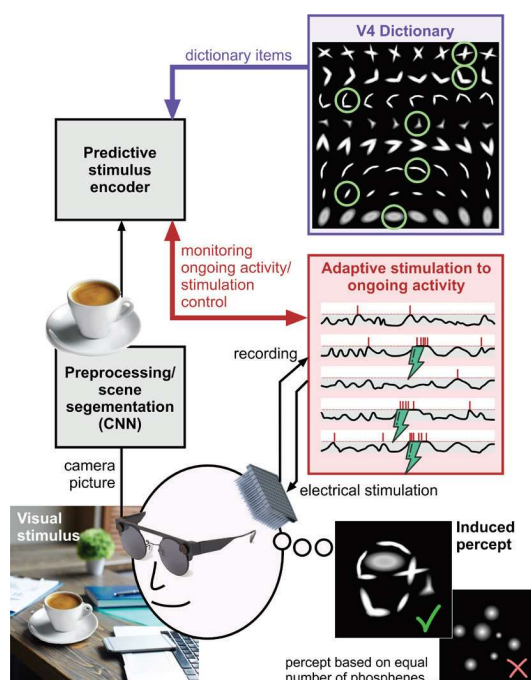 V4 Dictionary
dictionary items
Predictive
stimulus
encoder
monitoring
ongoing activity/
stimulation
control
Adaptive stimulation to
ongoing activity
recording
Preprocessing/
scene
segementation
(CNN)
camera
picture
electrical stimulation
Visual
stimulus
Induced
percept
percept based on equal
number of phosphenes